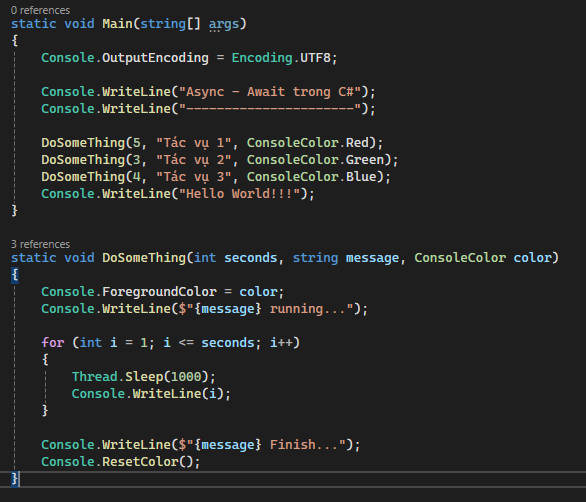 0 references
static void Main(string[] args)
{
Console.OutputEncoding = Encoding.UTF8;
Console.WriteLine("Async - Await trong C#");
Console.WriteLine("----------------------");
DoSomeThing(5, "Tác vụ 1", ConsoleColor.Red);
DoSomeThing(3, "Tác vụ 2", ConsoleColor.Green);
DoSomeThing(4, "Tác vụ 3", ConsoleColor.Blue);
Console.WriteLine("Hello World!!!");
}
3 references
static void DoSomeThing(int seconds, string message, ConsoleColor color)
{
Console.ForegroundColor = color;
Console.WriteLine($"{message} running...");
for (int i = 1; i <= seconds; i++)
{
Thread.Sleep(1000);
Console.WriteLine(i);
}
Console.WriteLine($"{message} Finish...");
Console.ResetColor();
}